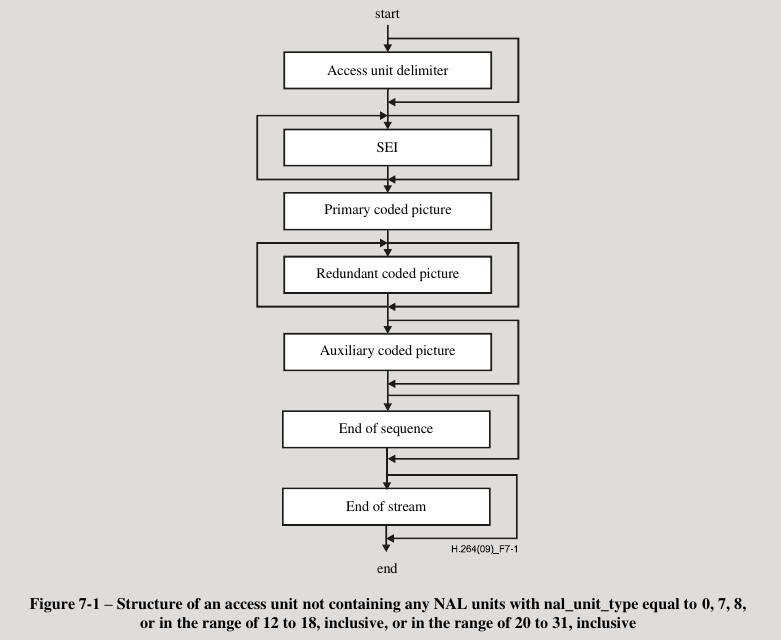 start
Access unit delimiter
SEI
Primary coded picture
Redundant coded picture
Auxiliary coded picture
End of sequence
End of stream
H.264(09)_F7-1
end
Figure 7-1 – Structure of an access unit not containing any NAL units with nal_unit_type equal to 0, 7, 8,
or in the range of 12 to 18, inclusive, or in the range of 20 to 31, inclusive